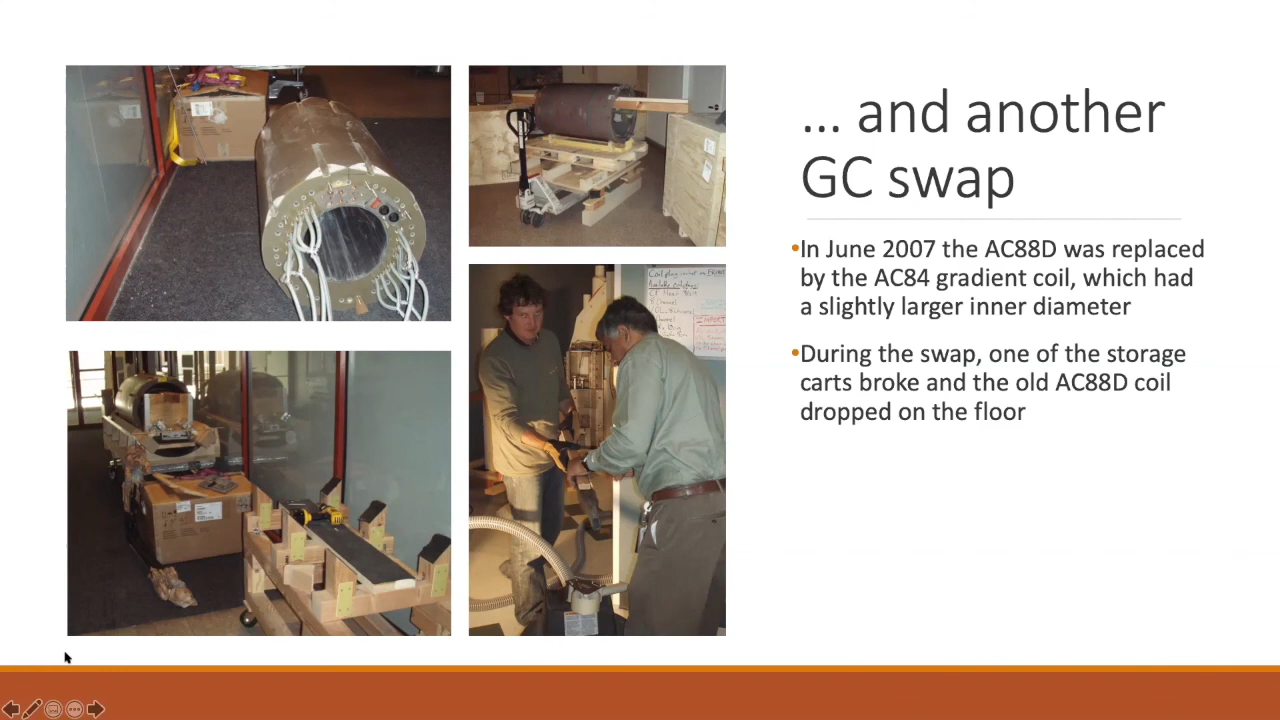 ... and another
GC swap
•In June 2007 the AC88D was replaced
by the AC84 gradient coil, which had
a slightly larger inner diameter
•During the swap, one of the storage
carts broke and the old AC88D coil
dropped on the floor